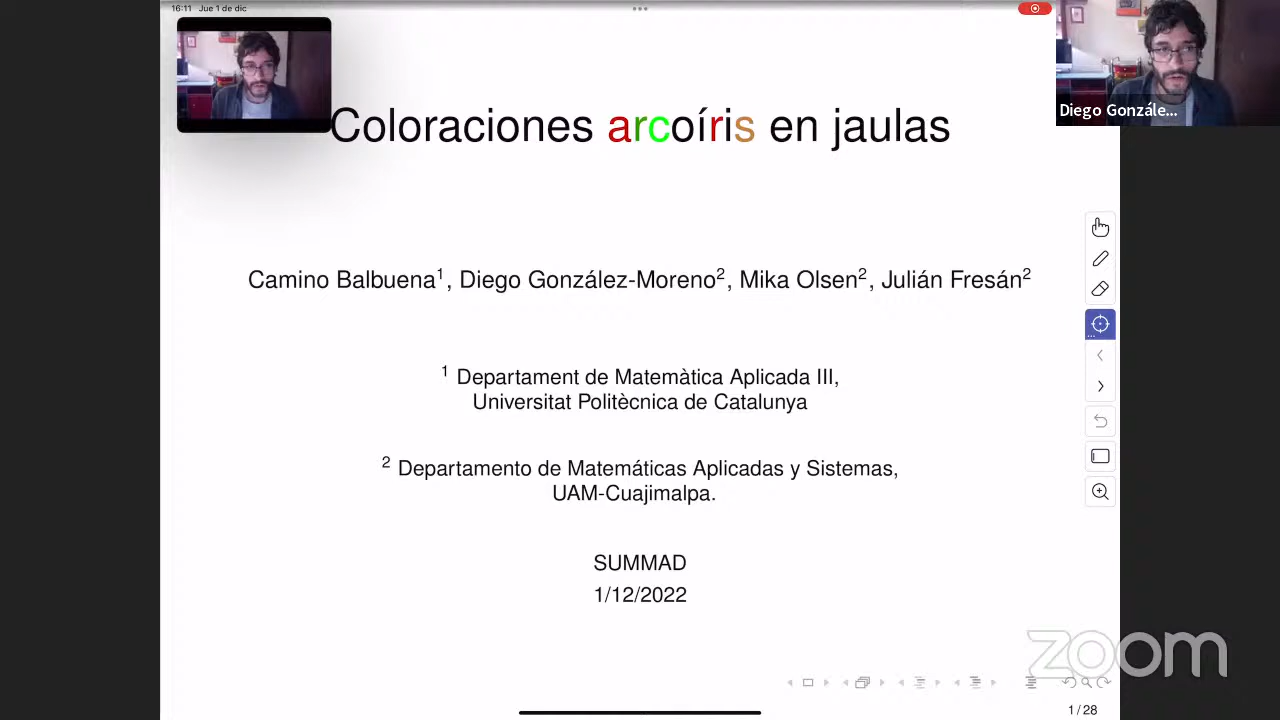 16:11 Jue 1 de dic
Diego Gonzále...
Coloraciones arcoíris en jaulas
Camino Balbuena¹, Diego González-Moreno², Mika Olsen², Julián Fresán²
¹ Departament de Matemàtica Aplicada III,
Universitat Politècnica de Catalunya
² Departamento de Matemáticas Aplicadas y Sistemas,
UAM-Cuajimalpa.
SUMMAD
1/12/2022
zoom
1 / 28